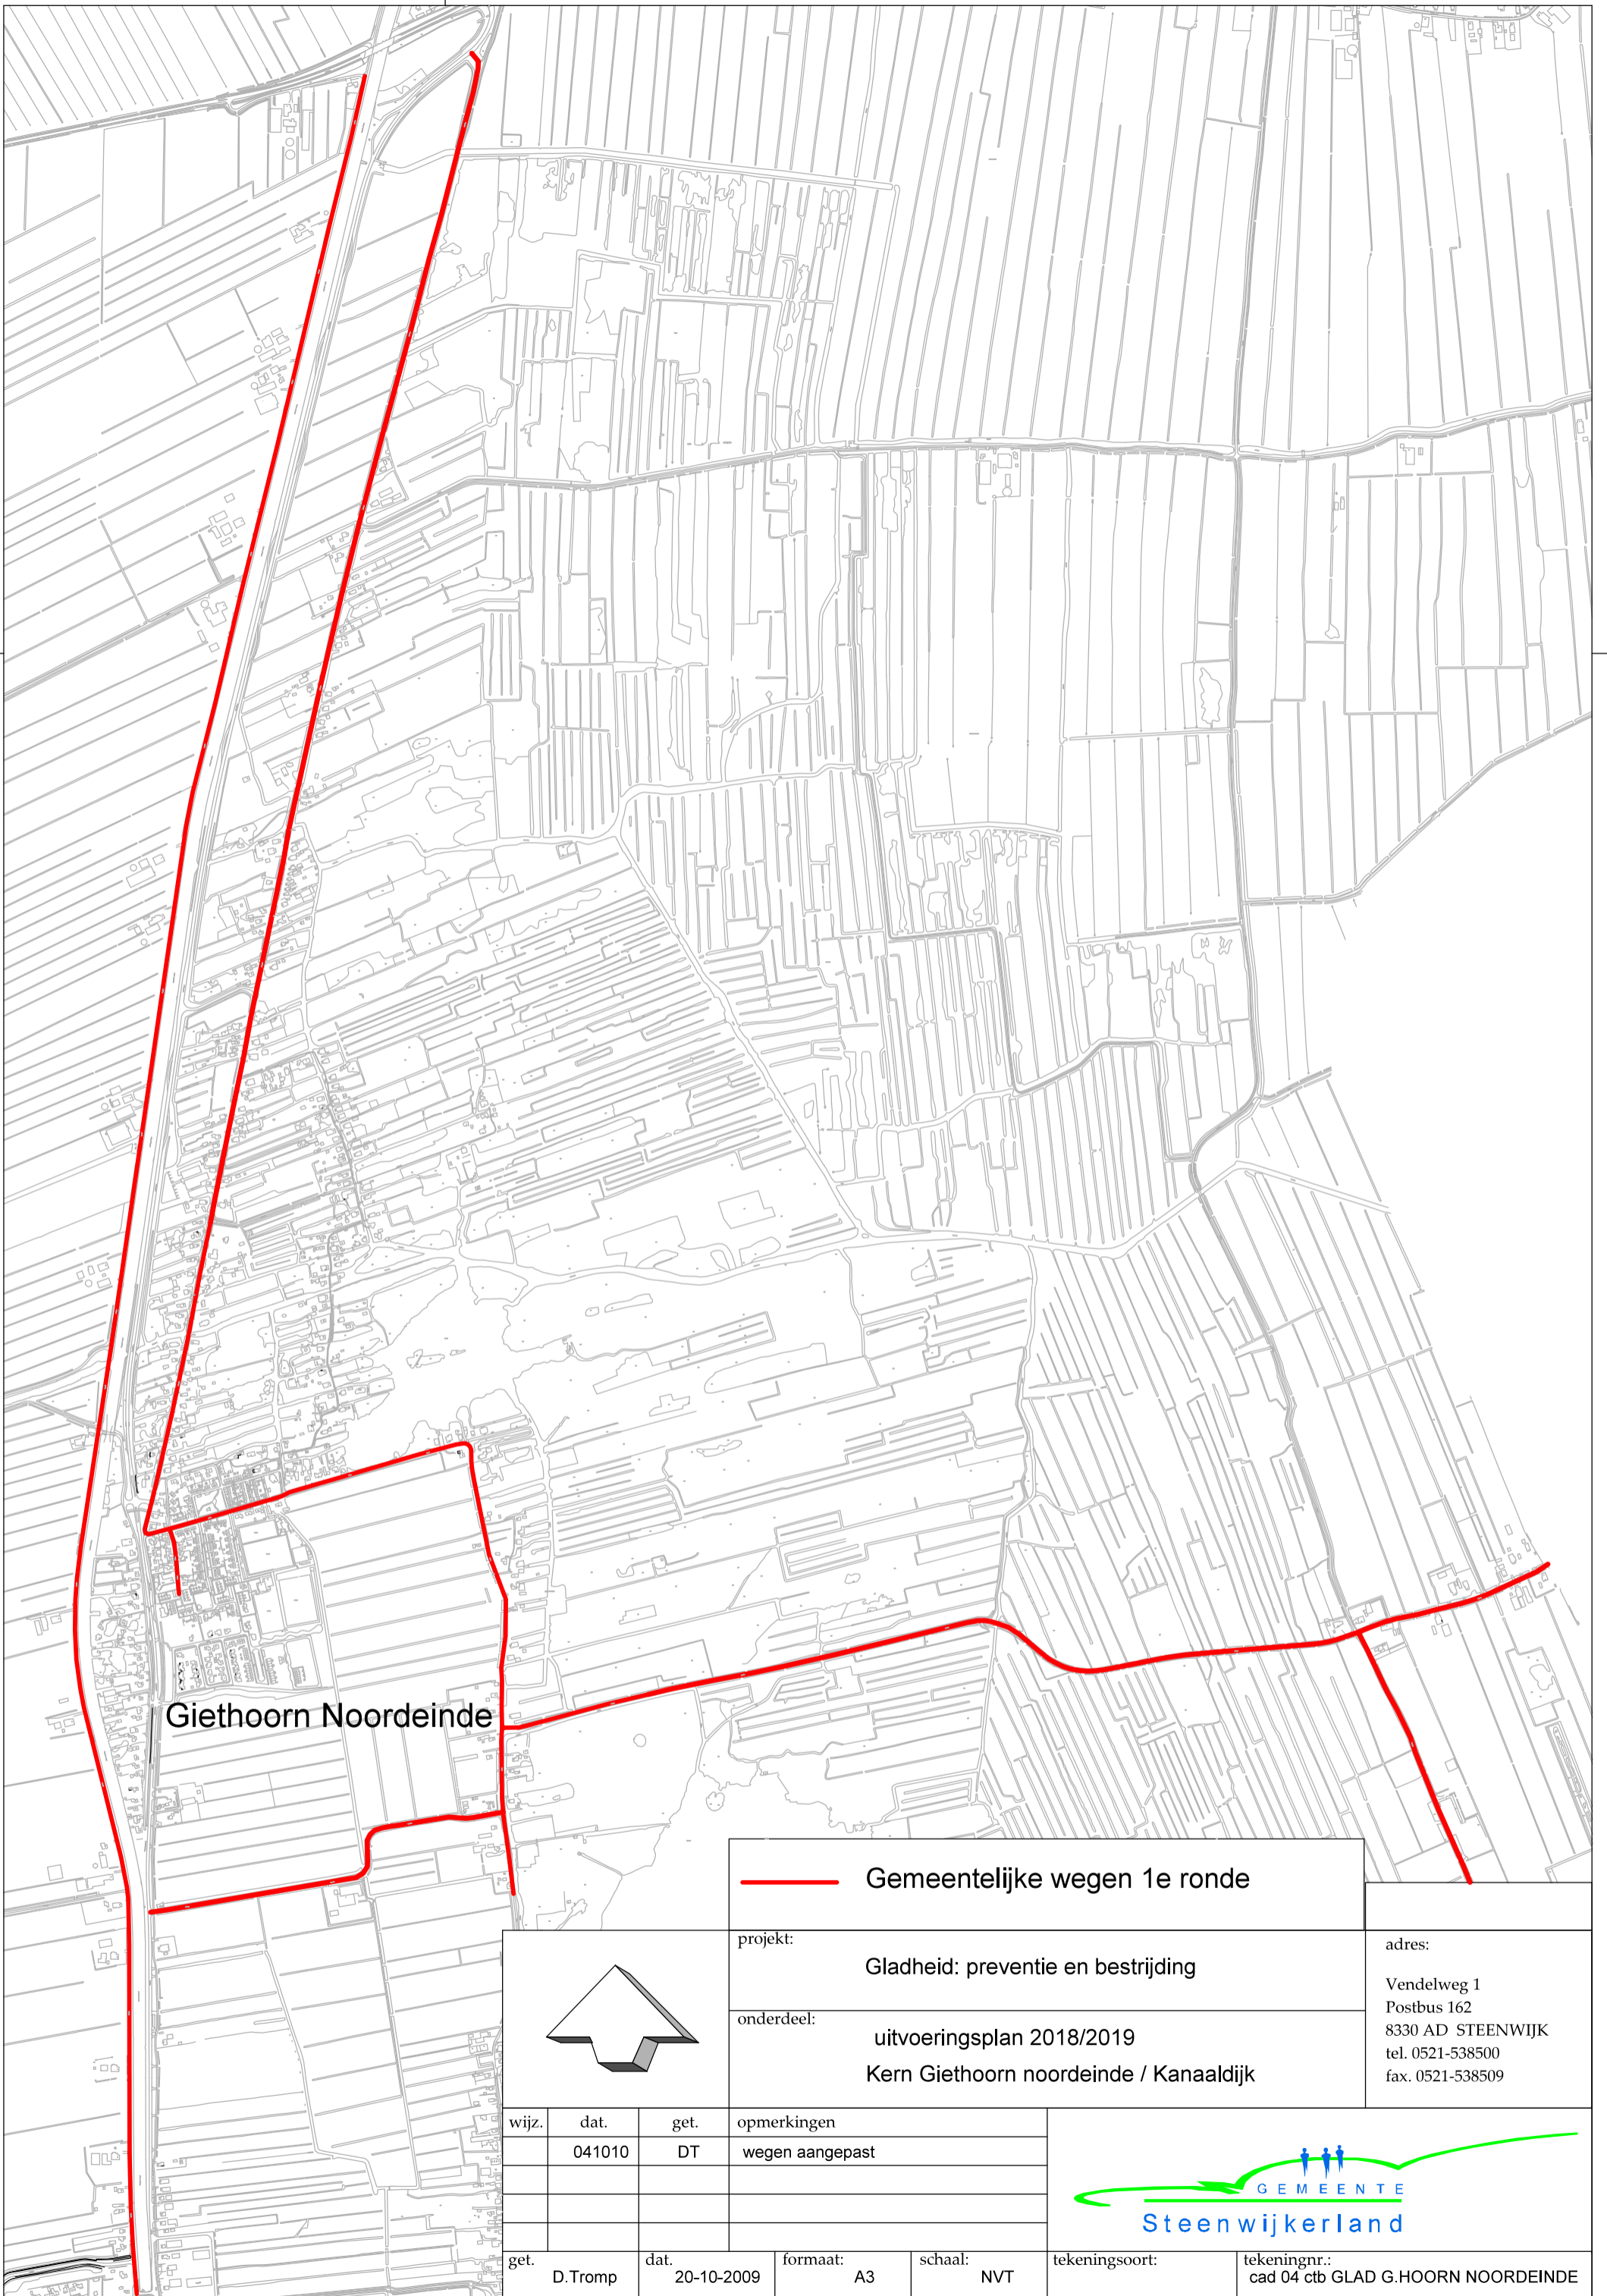 Giethoorn Noordeinde
Gemeentelijke wegen 1e ronde
projekt:
Gladheid: preventie en bestrijding
onderdeel:
uitvoeringsplan 2018/2019
Kern Giethoorn noordeinde / Kanaaldijk
adres:
Vendelweg 1
Postbus 162
8330 AD STEENWIJK
tel. 0521-538500
fax. 0521-538509
wijz. dat. get. opmerkingen
041010 DT wegen aangepast
GEMEENTE
Steenwijkerland
get. dat. formaat: schaal: tekeningsoort: tekeningnr.:
D.Tromp 20-10-2009 A3 NVT cad 04 ctb GLAD G.HOORN NOORDEINDE